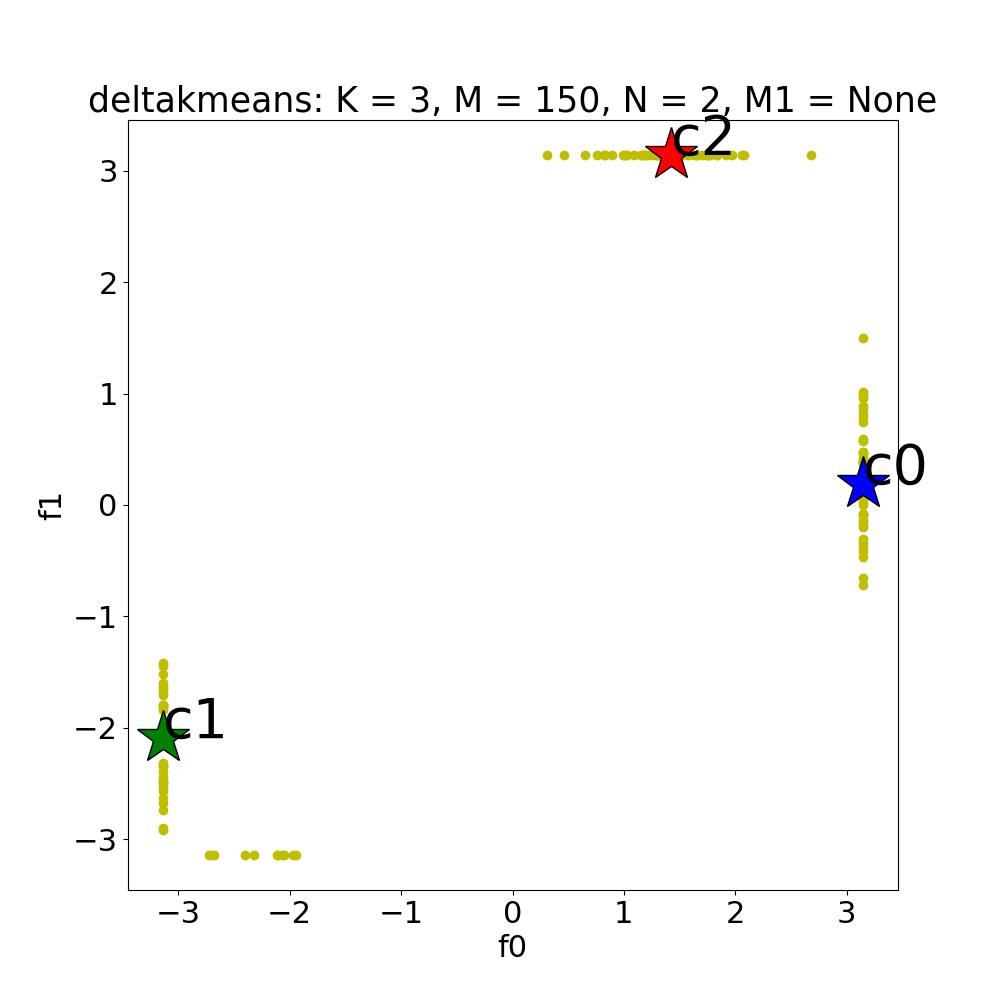 deltakmeans: K = 3, M = 150, N = 2, M1 = None
c2
3
2
1
c0
f1
0
−1
c1
−2
−3
−3 −2 −1 0 1 2 3
f0